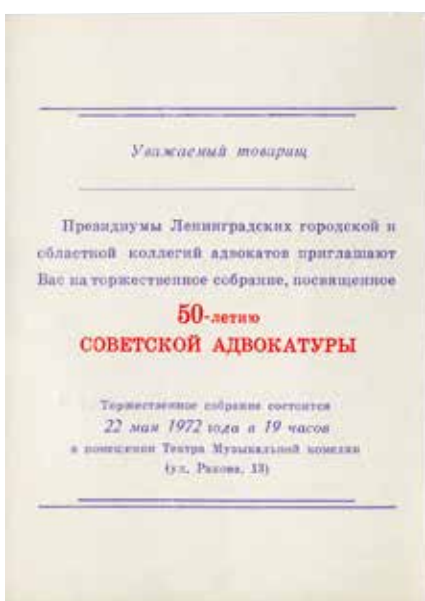 Уважаемый товарищ
Президиумы Ленинградских городской и
областной коллегий адвокатов приглашают
Вас на торжественное собрание, посвященное
50-летию
СОВЕТСКОЙ АДВОКАТУРЫ
Торжественное собрание состоится
22 мая 1972 года в 19 часов
в помещении Театра Музыкальной комедии
(ул. Ракова, 13)